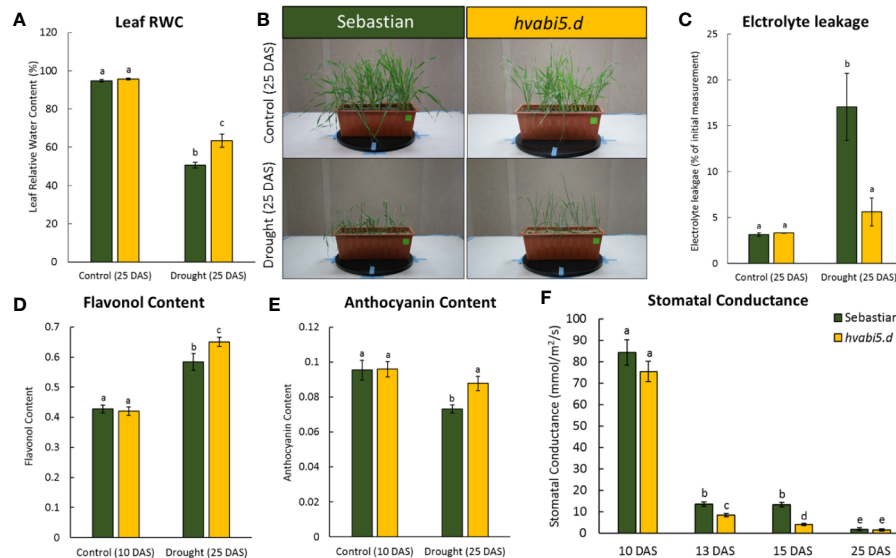 A
Leaf RWC
Leaf Relative Water Content (%)
120
100
80
60
40
20
0
a
a
b
c
Control (25 DAS)
Drought (25 DAS)
B
Sebastian
hvabi5.d
Control (25 DAS)
Drought (25 DAS)
C
Elctrolyte leakage
Electrolyte leakgae (% of initial measurement)
25
20
15
10
5
0
a
a
b
a
Control (25 DAS)
Drought (25 DAS)
D
Flavonol Content
Flavonol Content
0.7
0.6
0.5
0.4
0.3
0.2
0.1
0
a
a
b
c
Control (10 DAS)
Drought (25 DAS)
E
Anthocyanin Content
Anthocyanin Content
0.12
0.1
0.08
0.06
0.04
0.02
0
a
a
b
a
Control (10 DAS)
Drought (25 DAS)
F
Stomatal Conductance
Stomatal Conductance (mmol/m²/s)
100
90
80
70
60
50
40
30
20
10
0
a
a
b
c
b
d
e
e
10 DAS
13 DAS
15 DAS
25 DAS
Sebastian
hvabi5.d